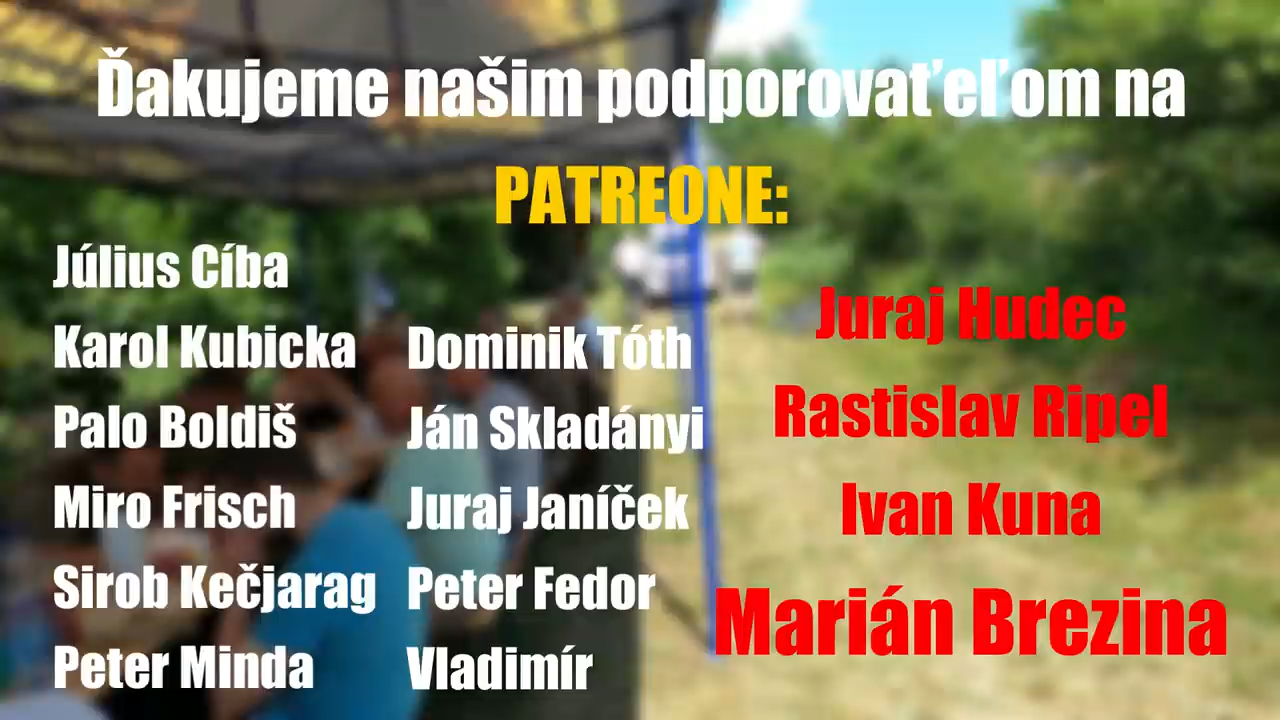 Ďakujeme našim podporovateľom na
PATREONE:
Július Cíba
Karol Kubicka
Palo Boldiš
Miro Frisch
Sirob Kečjarag
Peter Minda
Dominik Tóth
Ján Skladányi
Juraj Janíček
Peter Fedor
Vladimír
Juraj Hudec
Rastislav Ripel
Ivan Kuna
Marián Brezina